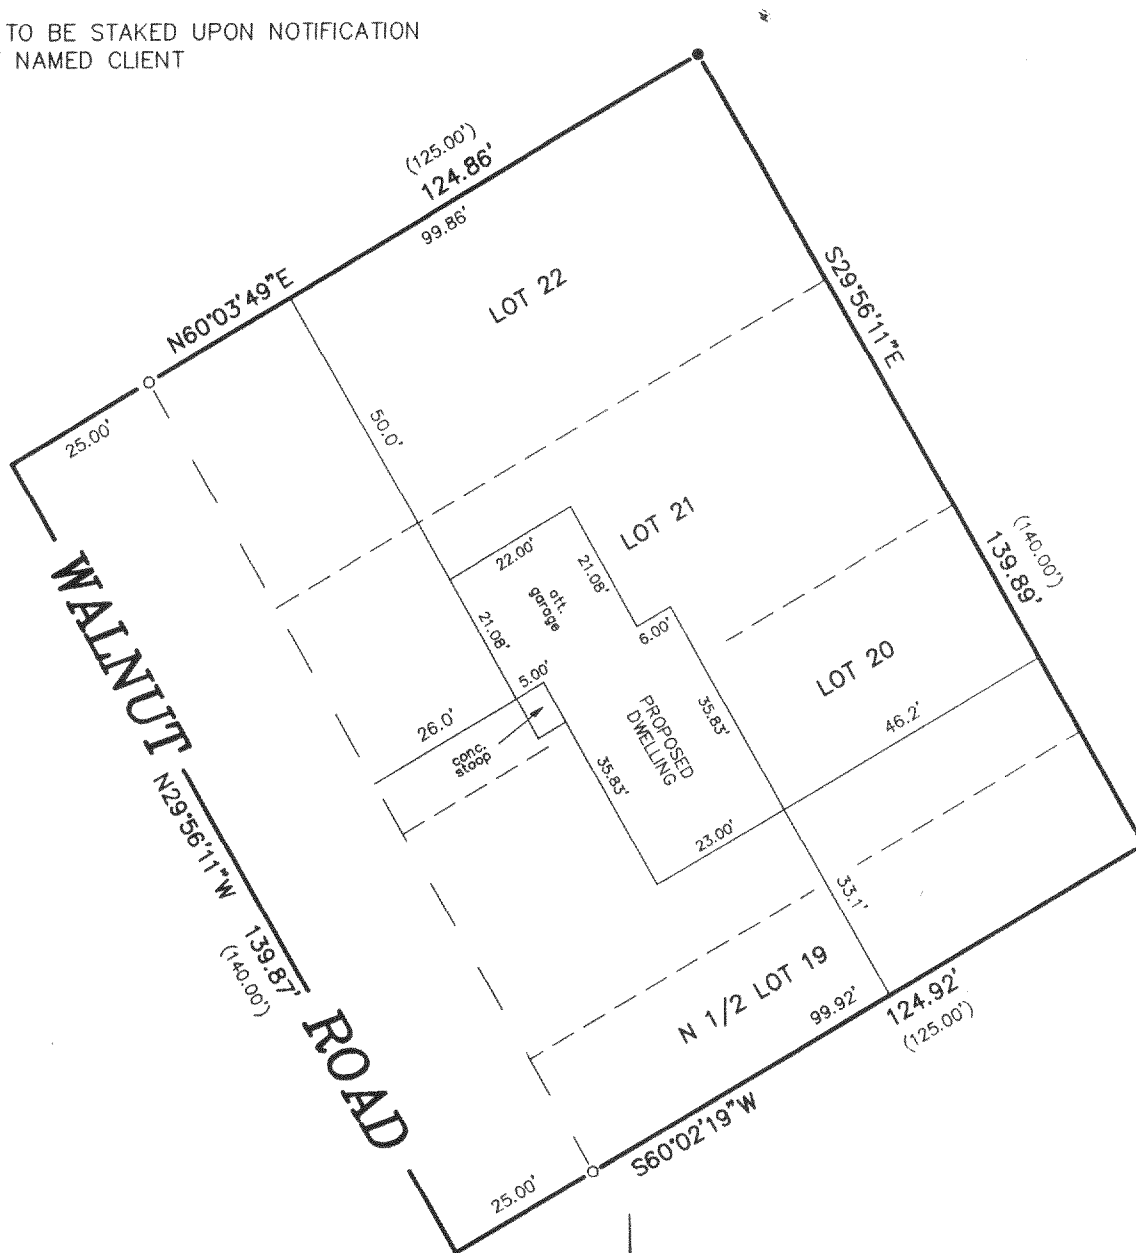 TO BE STAKED UPON NOTIFICATION
NAMED CLIENT
(125.00')
124.86'
99.86'
N60°03'49"E
LOT 22
S29°56'11"E
25.00'
50.0'
LOT 21
22.00'
21.08'
att.
garage
21.08'
6.00'
(140.00')
139.89'
WALNUT
5.00'
26.0'
conc.
stoop
PROPOSED
DWELLING
35.83'
LOT 20
46.2'
35.83'
N29°56'11"W
139.87'
(140.00')
23.00'
33.1'
ROAD
N 1/2 LOT 19
99.92'
124.92'
(125.00')
S60°02'19"W
25.00'